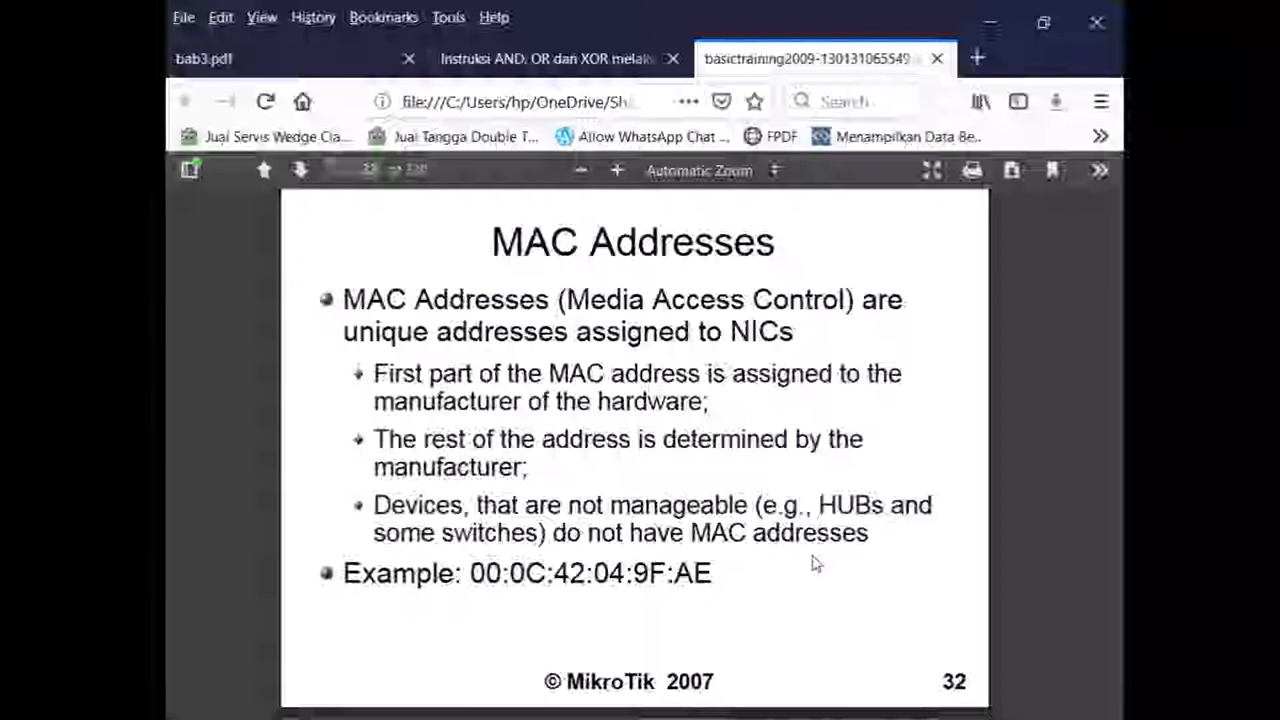 File Edit View History Bookmarks Tools Help
bab3.pdf Instruksi AND, OR dan XOR melak basictraining2009-130131065549
file:///C:/Users/hp/OneDrive/Sh Search
Jual Servis Wedge Cla... Jual Tangga Double T... Allow WhatsApp Chat ... FPDF Menampilkan Data Be..
Automatic Zoom
MAC Addresses
MAC Addresses (Media Access Control) are
unique addresses assigned to NICs
First part of the MAC address is assigned to the
manufacturer of the hardware;
The rest of the address is determined by the
manufacturer;
Devices, that are not manageable (e.g., HUBs and
some switches) do not have MAC addresses
Example: 00:0C:42:04:9F:AE
© MikroTik 2007 32